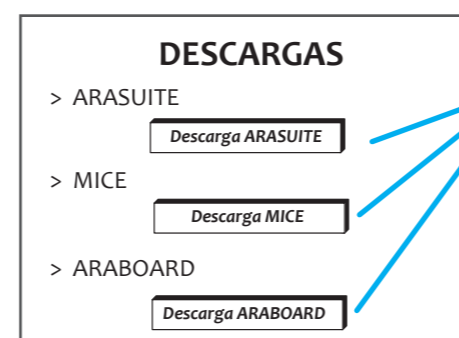 DESCARGAS
> ARASUITE
Descarga ARASUITE
> MICE
Descarga MICE
> ARABOARD
Descarga ARABOARD